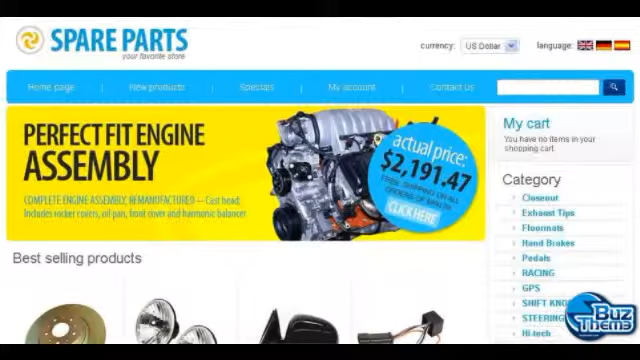 SPARE PARTS
your favorite store
currency: US Dollar
language:
Home page
New products
Specials
My account
Contact Us
PERFECT FIT ENGINE
ASSEMBLY
COMPLETE ENGINE ASSEMBLY, REMANUFACTURED — Cast head;
Includes rocker covers, oil pan, front cover and harmonic balancer
actual price:
$2,191.47
FREE SHIPPING ON ALL
CLICK HERE
My cart
You have no items in your
shopping cart.
Category
Closeout
Exhaust Tips
Floormats
Hand Brakes
Pedals
RACING
GPS
SHIFT KNO
STEERING
Hi-tech
Best selling products
Buz
Theme